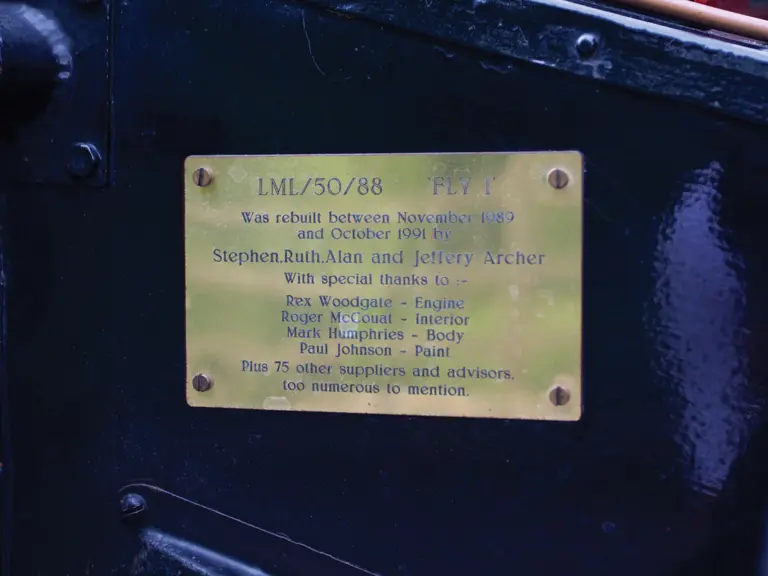 LML/50/88 'FLY 1'
Was rebuilt between November 1989
and October 1991 by
Stephen,Ruth,Alan and Jeffery Archer
With special thanks to :-
Rex Woodgate - Engine
Roger McCouat - Interior
Mark Humphries - Body
Paul Johnson - Paint
Plus 75 other suppliers and advisors,
too numerous to mention.